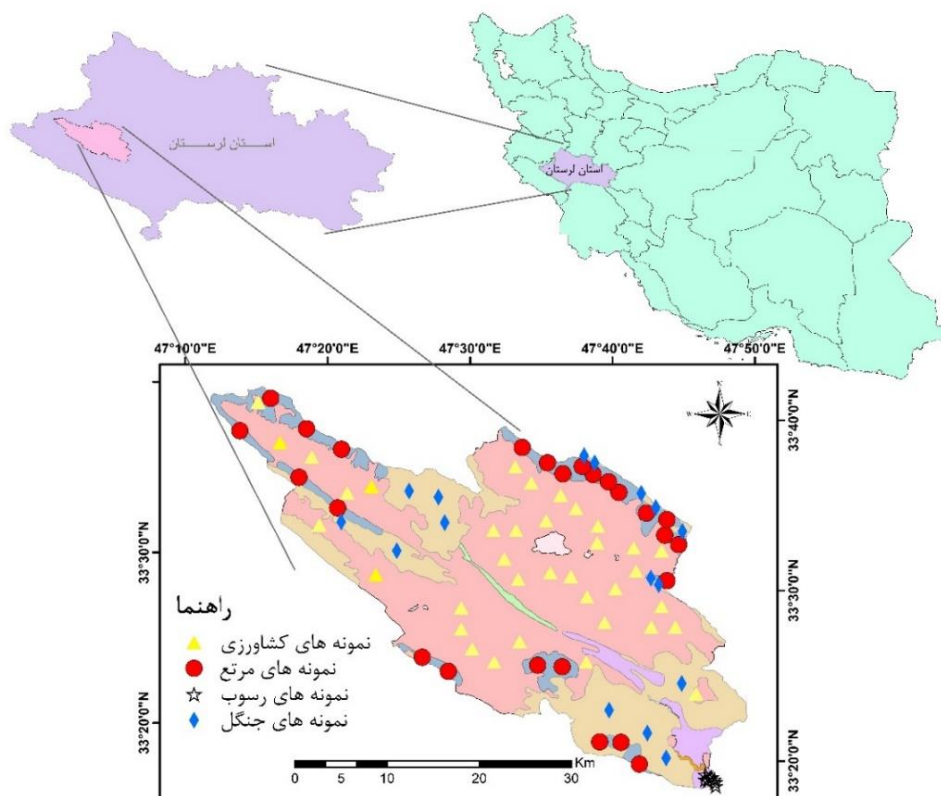 استان لرستان
استان لرستان
47°10'0"E 47°20'0"E 47°30'0"E 47°40'0"E 47°50'0"E
N
W E
S
33°40'0"N
33°30'0"N 33°30'0"N
33°20'0"N 33°20'0"N
راهنما
نمونه های کشاورزی
نمونه های مرتع
نمونه های رسوب
نمونه های جنگل
0 5 10 20 30 Km